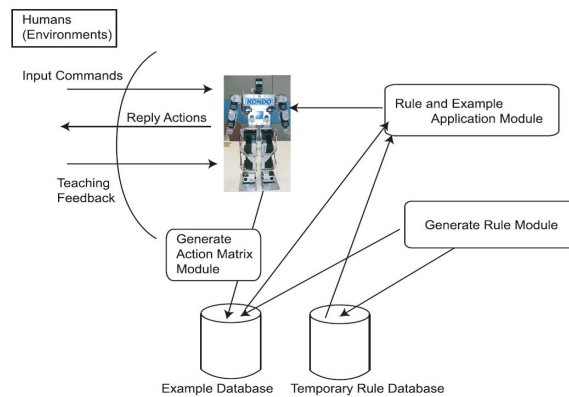 Humans
(Environments)
Input Commands
Reply Actions
Teaching
Feedback
KONDO
Rule and Example
Application Module
Generate
Action Matrix
Module
Generate Rule Module
Example Database
Temporary Rule Database